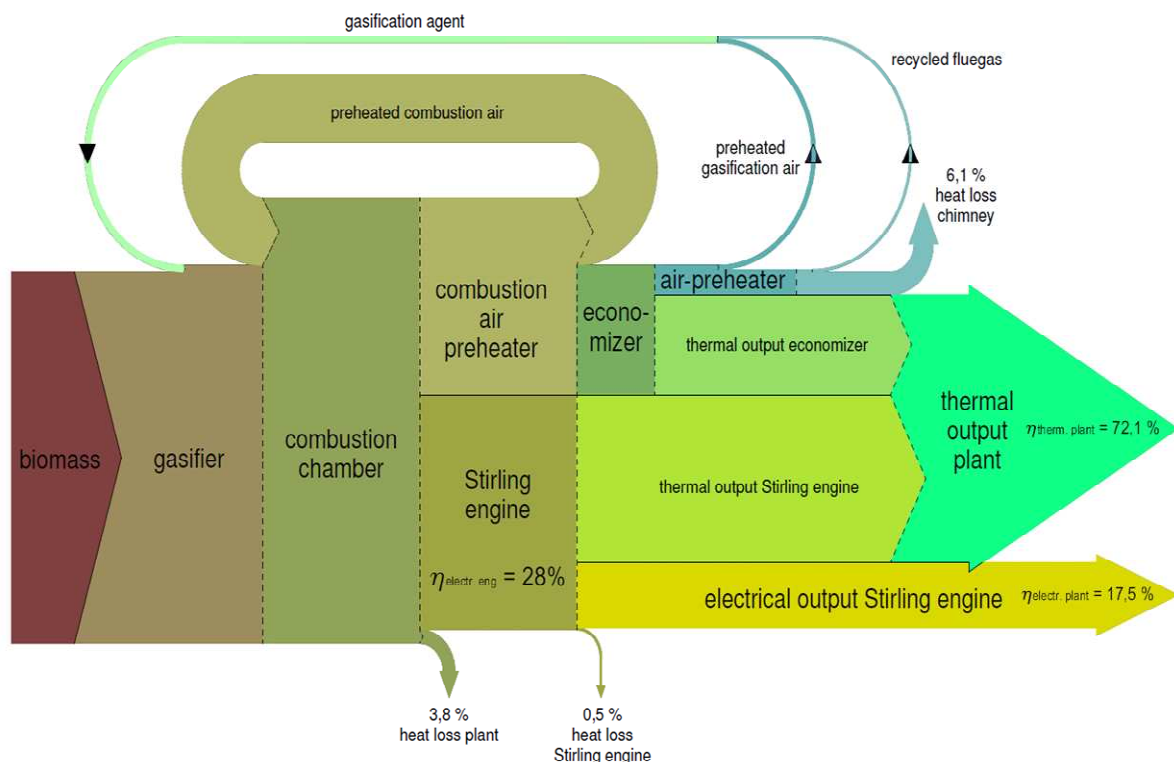 gasification agent
recycled fluegas
preheated combustion air
preheated
gasification air
6,1 %
heat loss
chimney
air-preheater
combustion
air
preheater
econo-
mizer
thermal output economizer
biomass
gasifier
combustion
chamber
Stirling
engine
η electr. eng = 28%
thermal output Stirling engine
thermal
output
plant
η therm. plant = 72,1 %
electrical output Stirling engine
η electr. plant = 17,5 %
3,8 %
heat loss plant
0,5 %
heat loss
Stirling engine